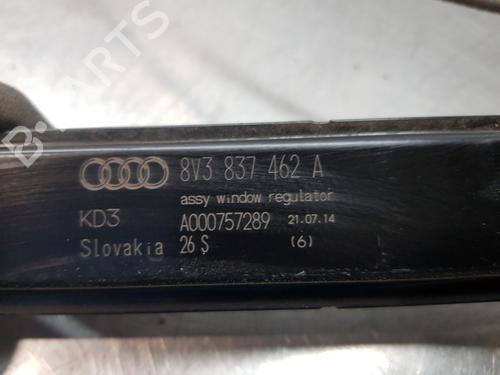 8V3 837 462 A
assy window regulator
KD3 A000757289 21.07.14
Slovakia 26 S (6)